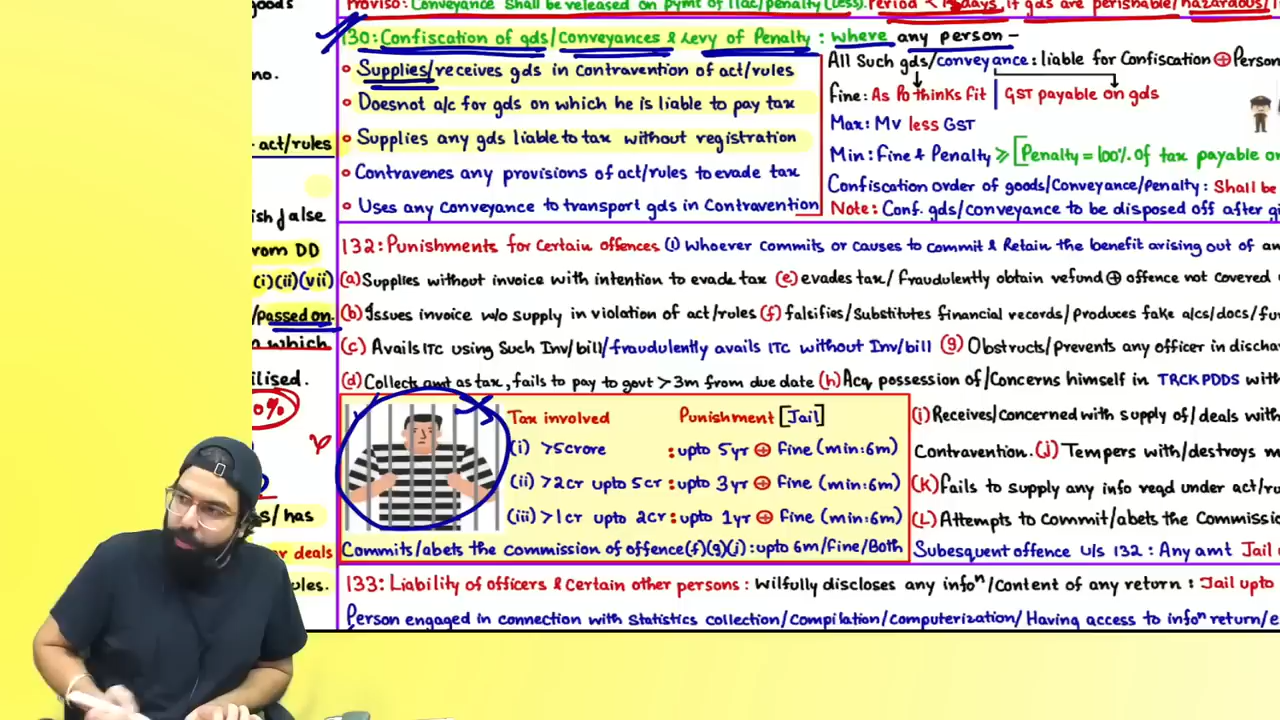 goods
Proviso: Conveyance shall be released on pymt of (less). Period < days, if gds are perishable/hazardous/
130: Confiscation of gds/Conveyances & Levy of Penalty : where any person –
no.
Supplies/receives gds in Contravention of act/rules
Doesnot a/c for gds on which he is liable to pay tax
act/rules
Supplies any gds liable to tax without registration
Contravenes any provisions of act/rules to evade tax
Uses any Conveyance to transport gds in Contravention
All Such gds/conveyance: liable for Confiscation ⊕ Person
Fine: As PO thinks fit | GST payable on gds
Max: MV less GST
Min: Fine & Penalty ≥ [Penalty = 100% of tax payable on
Confiscation order of goods/Conveyance/Penalty: Shall be
Note: Conf. gds/conveyance to be disposed off after
ish/false
rom DD
(i)(ii)(vii)
/passed on.
n which
ilised.
0%
s/has
r deals
ules.
132: Punishments for Certain offences (1) Whoever commits or causes to commit & Retain the benefit arising out of
(a) Supplies without invoice with intention to evade tax (e) evades tax/ fraudulently obtain refund ⊕ offence not covered
(b) Issues invoice w/o supply in violation of act/rules (f) falsifies/Substitutes financial records/Produces fake a/cs/docs/
(c) Avails ITC using Such Inv/bill/fraudulently avails ITC without Inv/bill (g) Obstructs/Prevents any officer in
(d) Collects amt as tax, fails to pay to govt >3m from due date (h) Acq possession of/Concerns himself in TRCKPDDS
Tax involved Punishment [Jail]
(i) >5crore : upto 5yr ⊕ Fine (min:6m)
(ii) >2cr upto 5cr : upto 3yr ⊕ Fine (min:6m)
(iii) >1cr upto 2cr : upto 1yr ⊕ Fine (min:6m)
Commits/abets the commission of offence(f)(g)(j) : upto 6m/Fine/Both
(i) Receives/concerned with supply of/ deals
Contravention. (j) Tempers with/destroys
(K) Fails to supply any info reqd under act/
(L) Attempts to Commit/abets the
Subesquent offence u/s 132 : Any amt Jail
133: Liability of officers & Certain other persons : Wilfully discloses any infoⁿ/Content of any return : Jail upto
Person engaged in connection with Statistics collection/Compilation/computerization/ Having access to infoⁿ return/